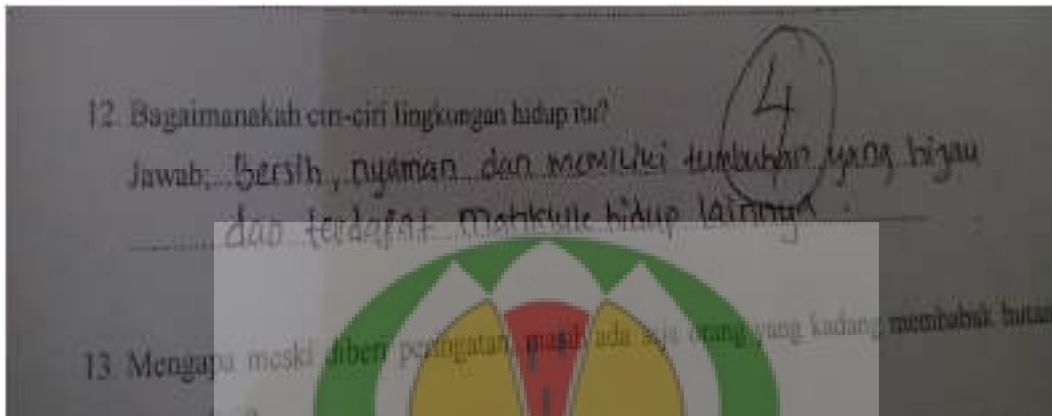 12. Bagaimanakah ciri-ciri lingkungan hidup itu?
4
Jawab: Bersih, nyaman dan memiliki tumbuhan yang hijau
dan terdapat makhluk hidup lainnya.
13. Mengapa meski diberi peringatan, masih ada saja orang yang kadang membabak hutan